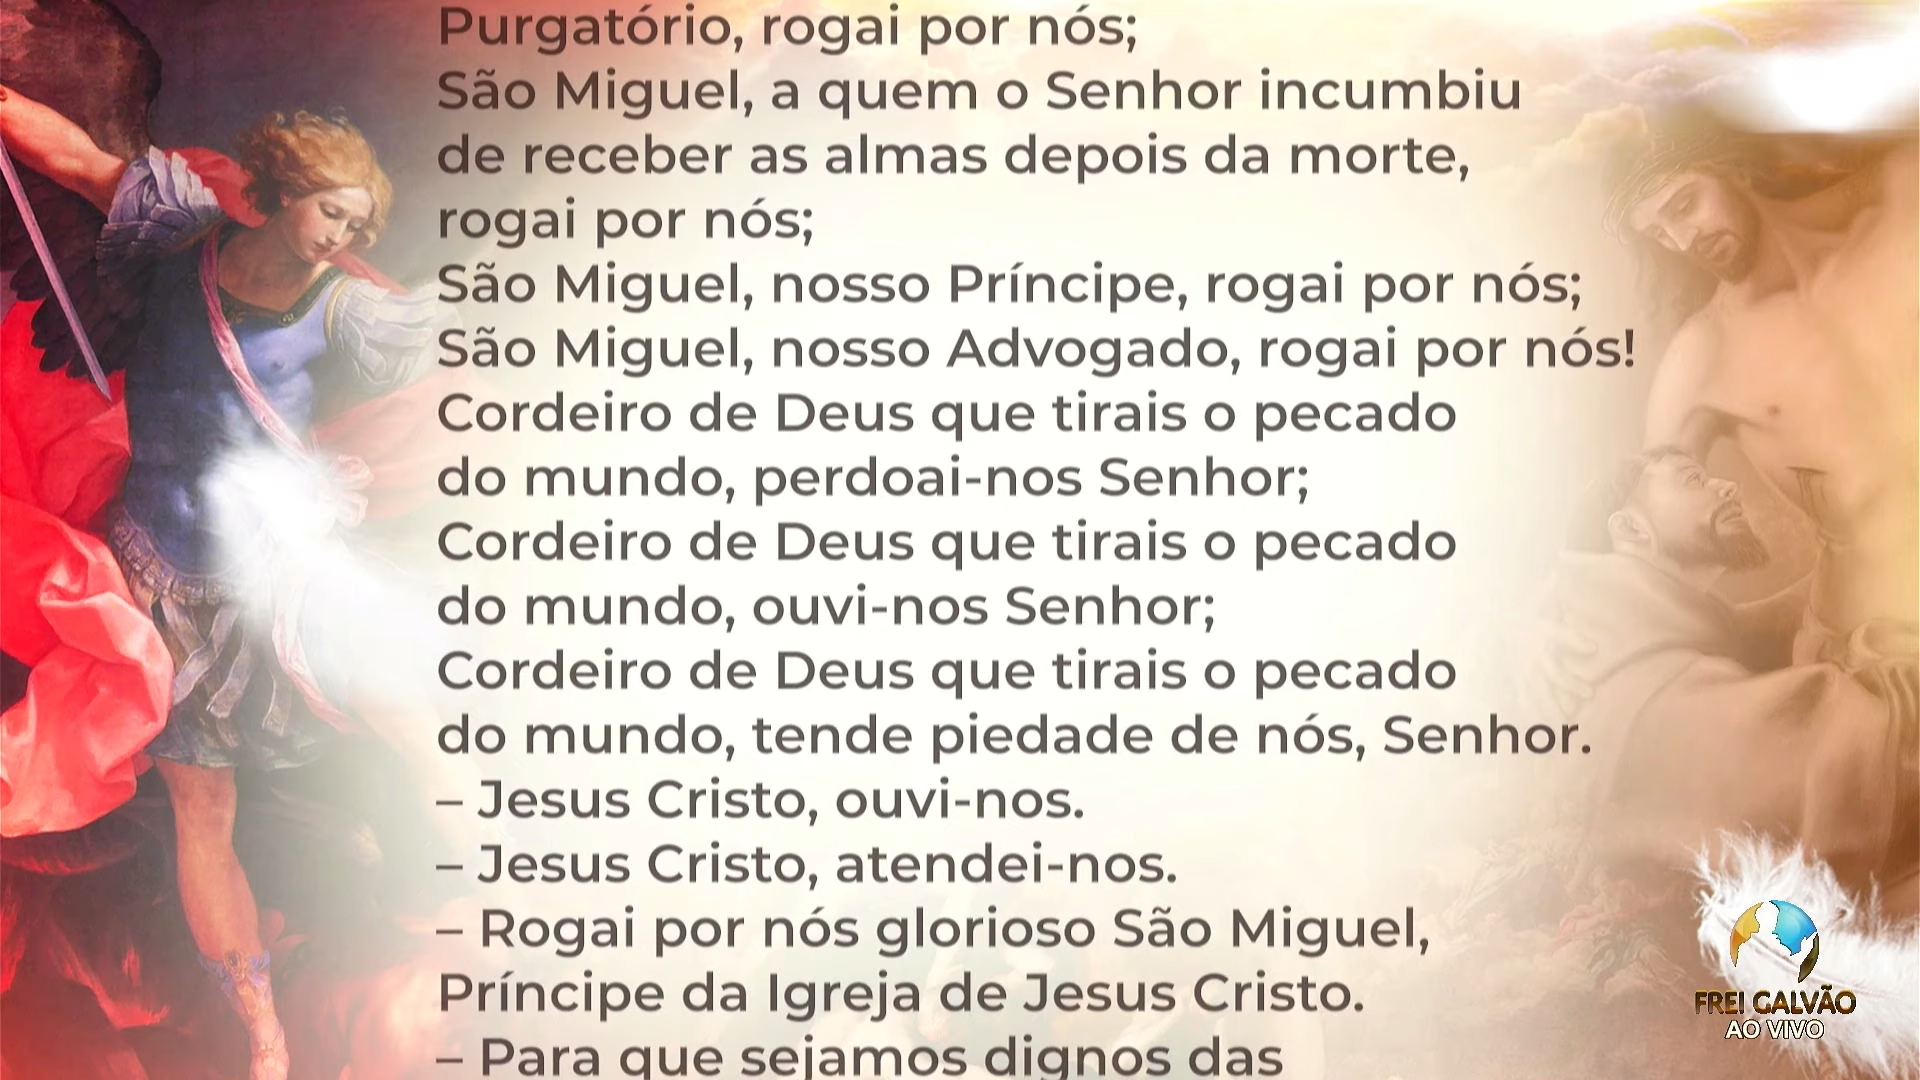 Purgatório, rogai por nós;
São Miguel, a quem o Senhor incumbiu
de receber as almas depois da morte,
rogai por nós;
São Miguel, nosso Príncipe, rogai por nós;
São Miguel, nosso Advogado, rogai por nós!
Cordeiro de Deus que tirais o pecado
do mundo, perdoai-nos Senhor;
Cordeiro de Deus que tirais o pecado
do mundo, ouvi-nos Senhor;
Cordeiro de Deus que tirais o pecado
do mundo, tende piedade de nós, Senhor.
– Jesus Cristo, ouvi-nos.
– Jesus Cristo, atendei-nos.
– Rogai por nós glorioso São Miguel,
Príncipe da Igreja de Jesus Cristo.
– Para que sejamos dignos das
FREI GALVÃO
AO VIVO